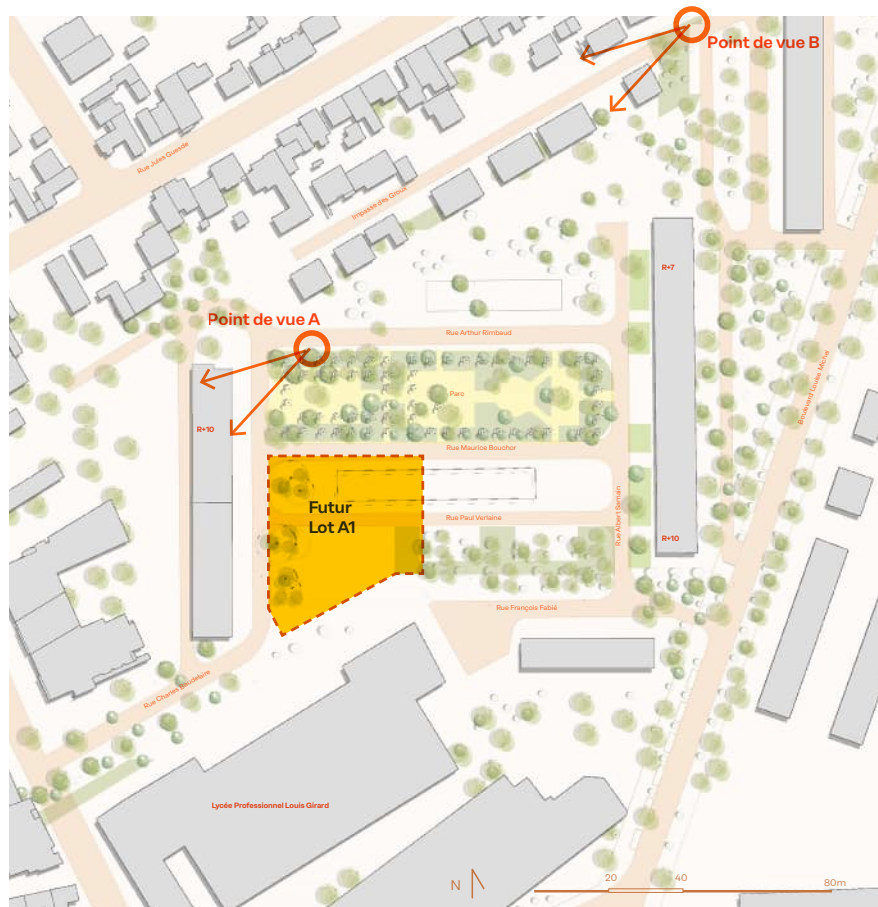 Point de vue B
Rue Jules Guesde
Impasse des Groux
R+7
Point de vue A
Rue Arthur Rimbaud
Boulevard Louise Michel
Parc
R+10
Rue Maurice Bouchor
Futur
Lot A1
Rue Paul Verlaine
Rue Albert Samain
R+10
Rue François Fabié
Rue Charles Baudelaire
Lycée Professionnel Louis Girard
N
20
40
80m